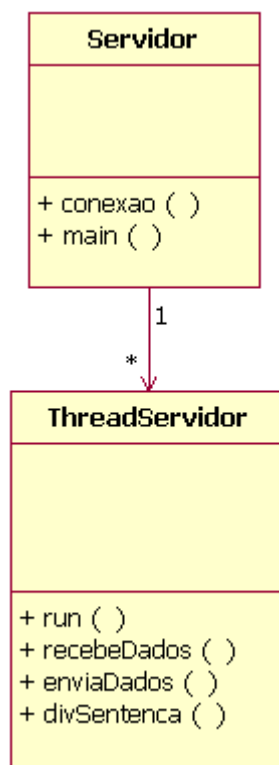 Servidor
+ conexao ( )
+ main ( )
1
*
ThreadServidor
+ run ( )
+ recebeDados ( )
+ enviaDados ( )
+ divSentenca ( )